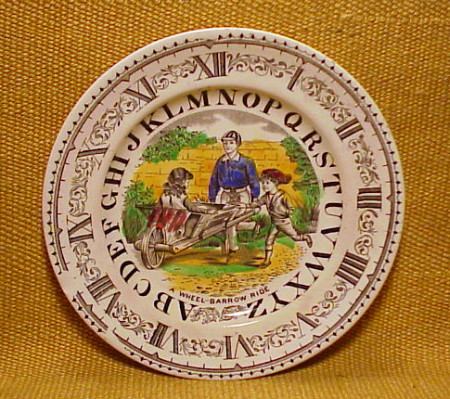 XII I II III IIII V VI VII VIII IX X XI
ABCDEFGHIJKLMNOPQRSTUVWXYZ
WHEEL-BARROW RIDE